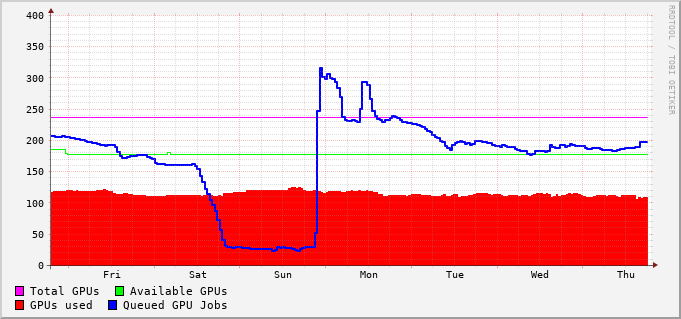 400
350
300
250
200
150
100
50
0
Fri Sat Sun Mon Tue Wed Thu
Total GPUs Available GPUs
GPUs used Queued GPU Jobs
RRDTOOL / TOBI OETIKER